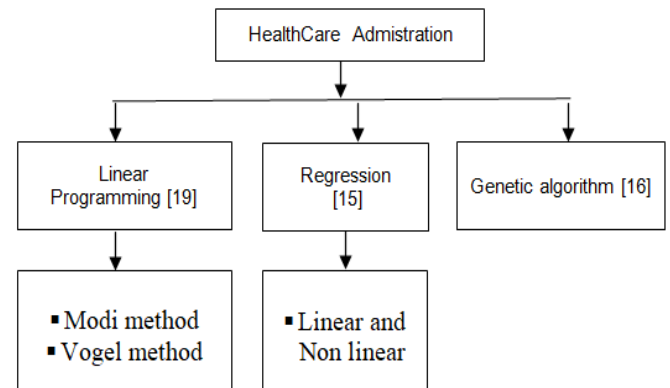 HealthCare Admistration
Linear
Programming [19]
Regression
[15]
Genetic algorithm [16]
▪ Modi method
▪ Vogel method
▪ Linear and
Non linear